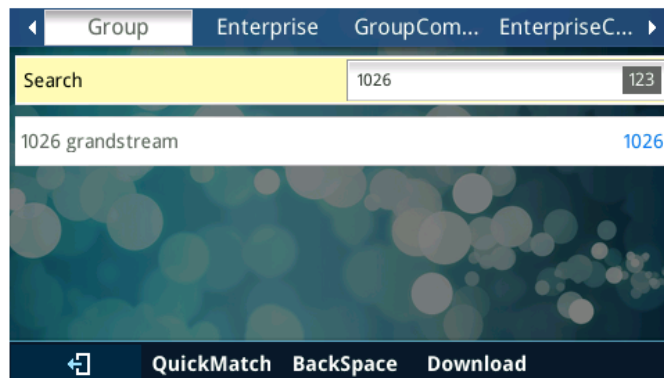 Group Enterprise GroupCom... EnterpriseC...
Search 1026 123
1026 grandstream 1026
QuickMatch BackSpace Download